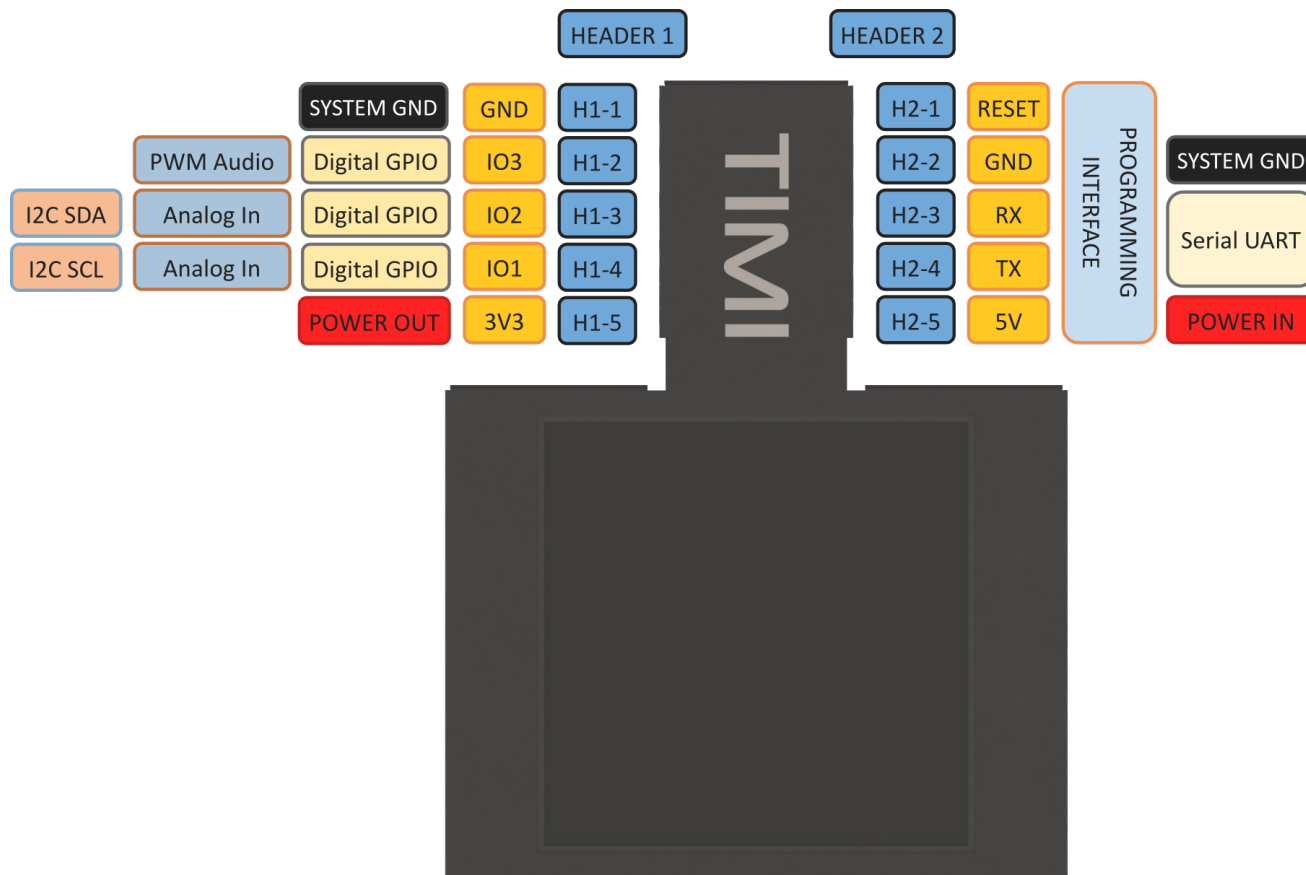 HEADER 1 HEADER 2
SYSTEM GND GND H1-1 H2-1 RESET
PWM Audio Digital GPIO IO3 H1-2 H2-2 GND SYSTEM GND
I2C SDA Analog In Digital GPIO IO2 H1-3 H2-3 RX
Serial UART
I2C SCL Analog In Digital GPIO IO1 H1-4 H2-4 TX
POWER OUT 3V3 H1-5 H2-5 5V POWER IN
PROGRAMMING
INTERFACE
TIMI